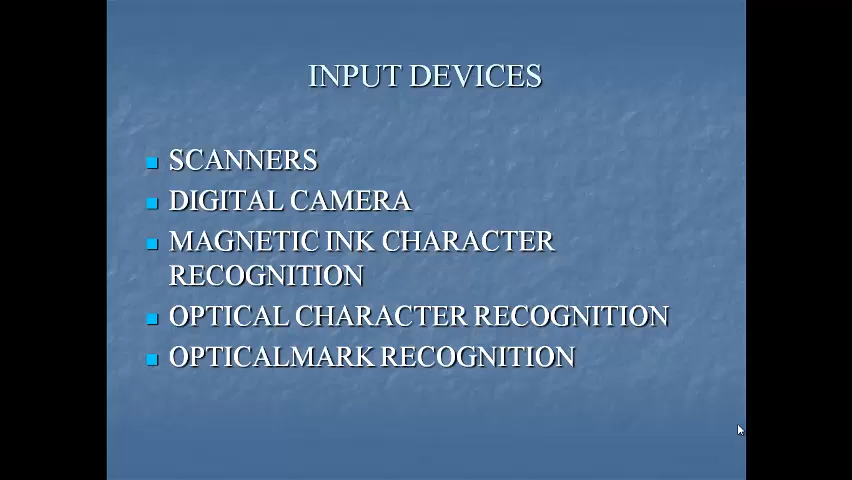 INPUT DEVICES
SCANNERS
DIGITAL CAMERA
MAGNETIC INK CHARACTER
RECOGNITION
OPTICAL CHARACTER RECOGNITION
OPTICALMARK RECOGNITION